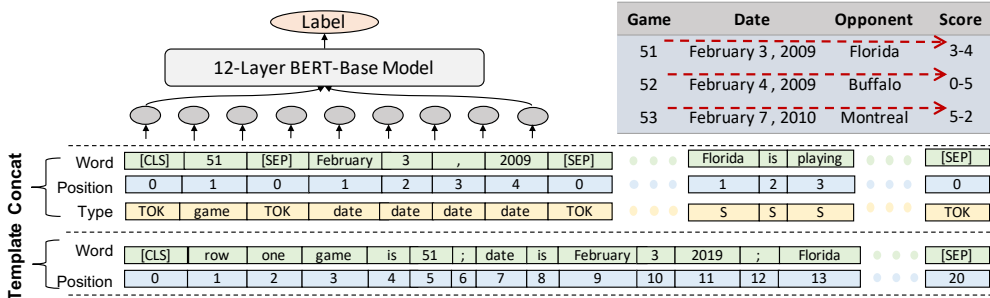 Label
12-Layer BERT-Base Model
Game Date Opponent Score
51 February 3 , 2009 Florida 3-4
52 February 4 , 2009 Buffalo 0-5
53 February 7 , 2010 Montreal 5-2
Concat
Word [CLS] 51 [SEP] February 3 , 2009 [SEP] Florida is playing [SEP]
Position 0 1 0 1 2 3 4 0 1 2 3 0
Type TOK game TOK date date date date TOK S S S TOK
Template
Word [CLS] row one game is 51 ; date is February 3 2019 ; Florida [SEP]
Position 0 1 2 3 4 5 6 7 8 9 10 11 12 13 20